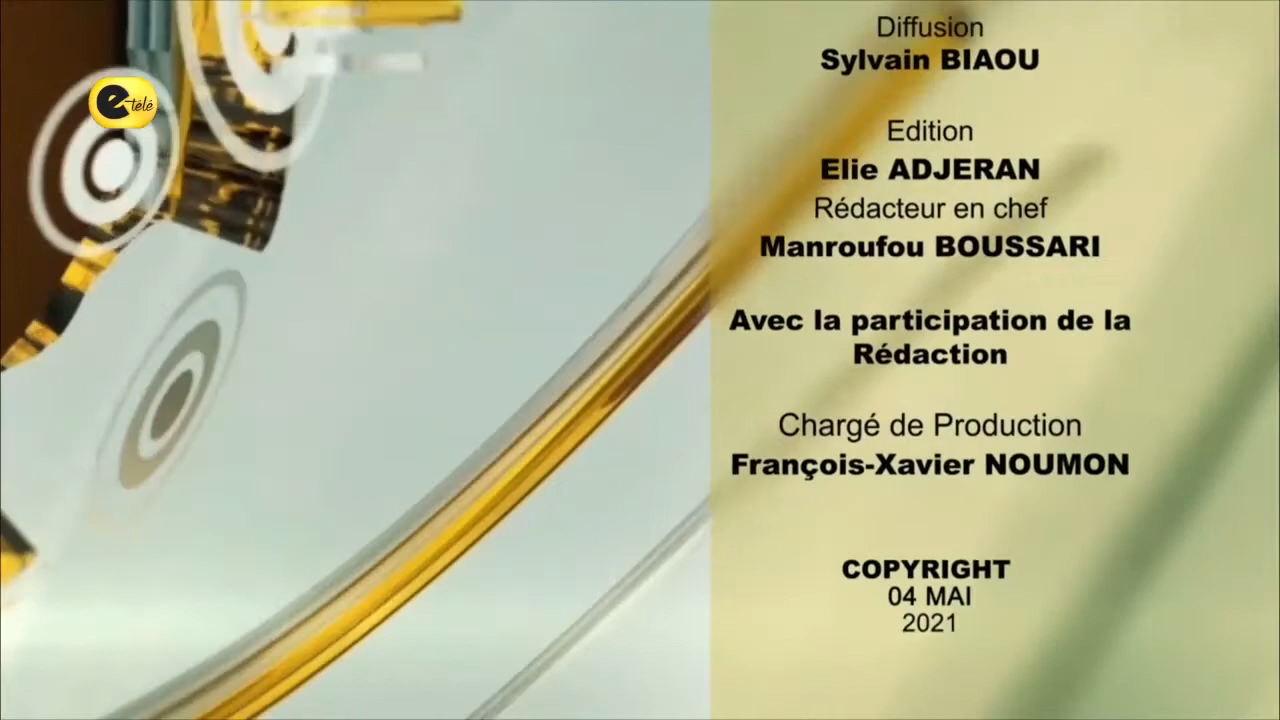 e-télé
Diffusion
Sylvain BIAOU
Edition
Elie ADJERAN
Rédacteur en chef
Manroufou BOUSSARI
Avec la participation de la
Rédaction
Chargé de Production
François-Xavier NOUMON
COPYRIGHT
04 MAI
2021